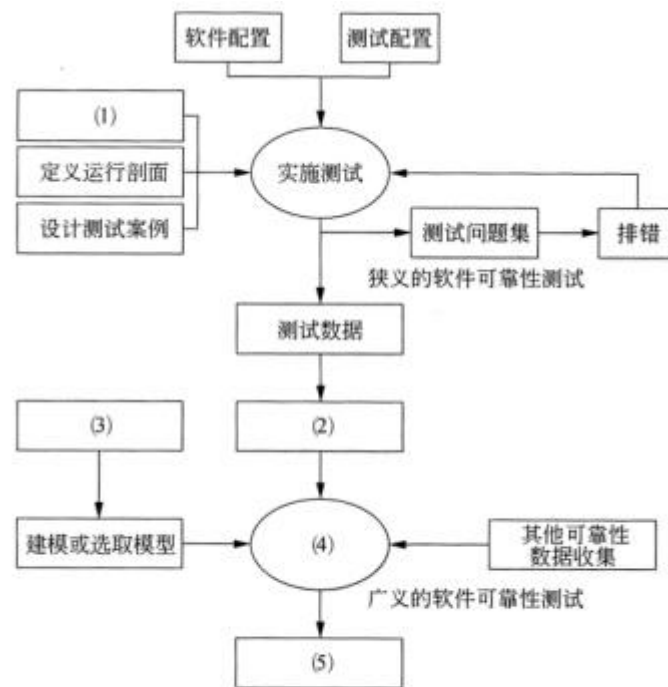 软件配置
测试配置
(1)
定义运行剖面
设计测试案例
实施测试
测试问题集
排错
狭义的软件可靠性测试
测试数据
(3)
(2)
建模或选取模型
(4)
其他可靠性
数据收集
广义的软件可靠性测试
(5)